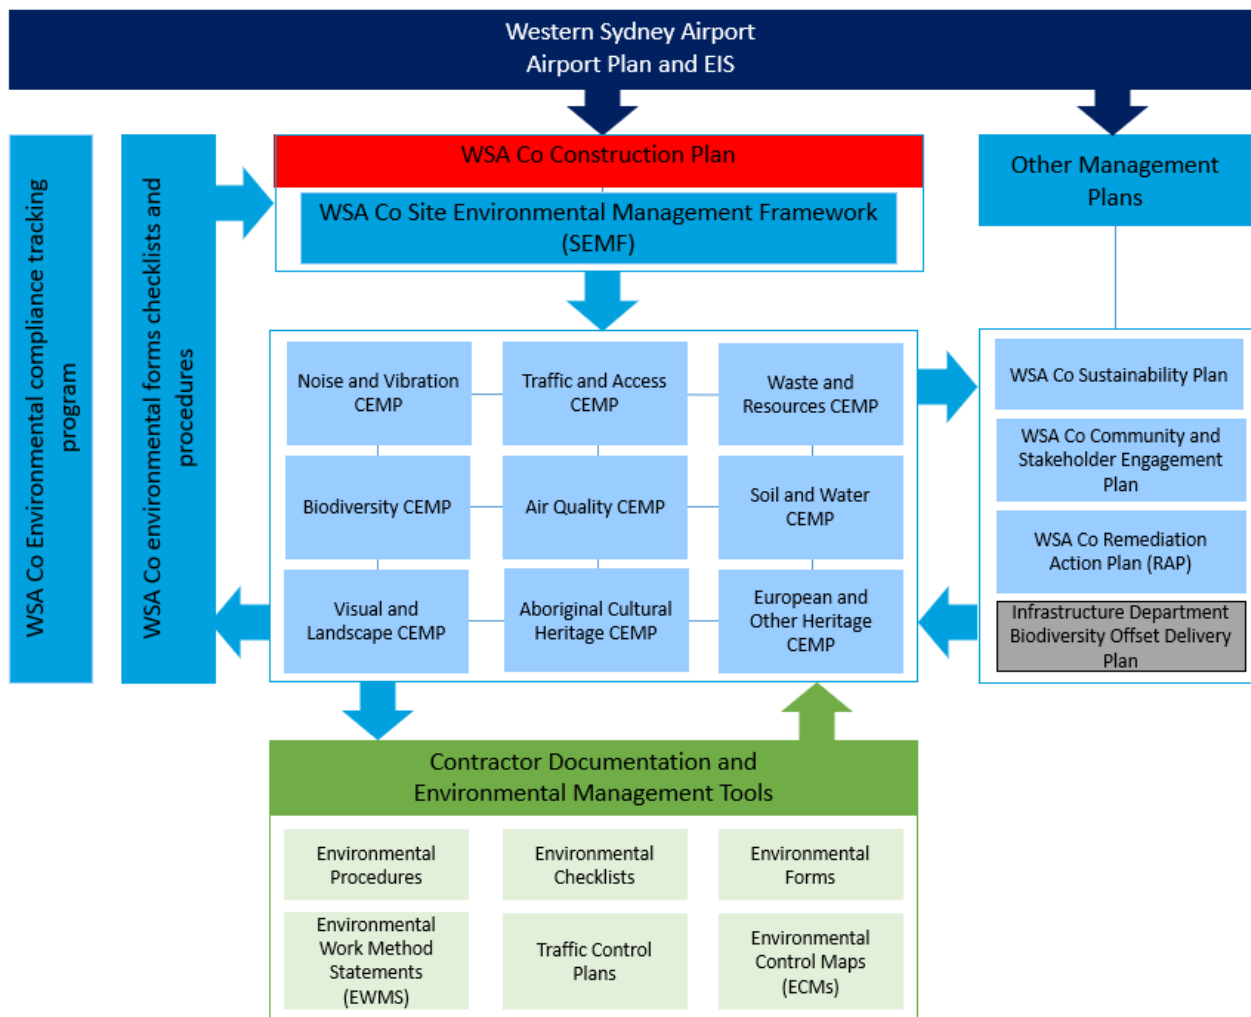 Western Sydney Airport
Airport Plan and EIS
WSA Co Environmental compliance tracking
program
WSA Co environmental forms checklists and
procedures
WSA Co Construction Plan
WSA Co Site Environmental Management Framework
(SEMF)
Other Management
Plans
Noise and Vibration
CEMP
Traffic and Access
CEMP
Waste and
Resources CEMP
Biodiversity CEMP
Air Quality CEMP
Soil and Water
CEMP
Visual and
Landscape CEMP
Aboriginal Cultural
Heritage CEMP
European and
Other Heritage
CEMP
WSA Co Sustainability Plan
WSA Co Community and
Stakeholder Engagement
Plan
WSA Co Remediation
Action Plan (RAP)
Infrastructure Department
Biodiversity Offset Delivery
Plan
Contractor Documentation and
Environmental Management Tools
Environmental
Procedures
Environmental
Checklists
Environmental
Forms
Environmental
Work Method
Statements
(EWMS)
Traffic Control
Plans
Environmental
Control Maps
(ECMs)